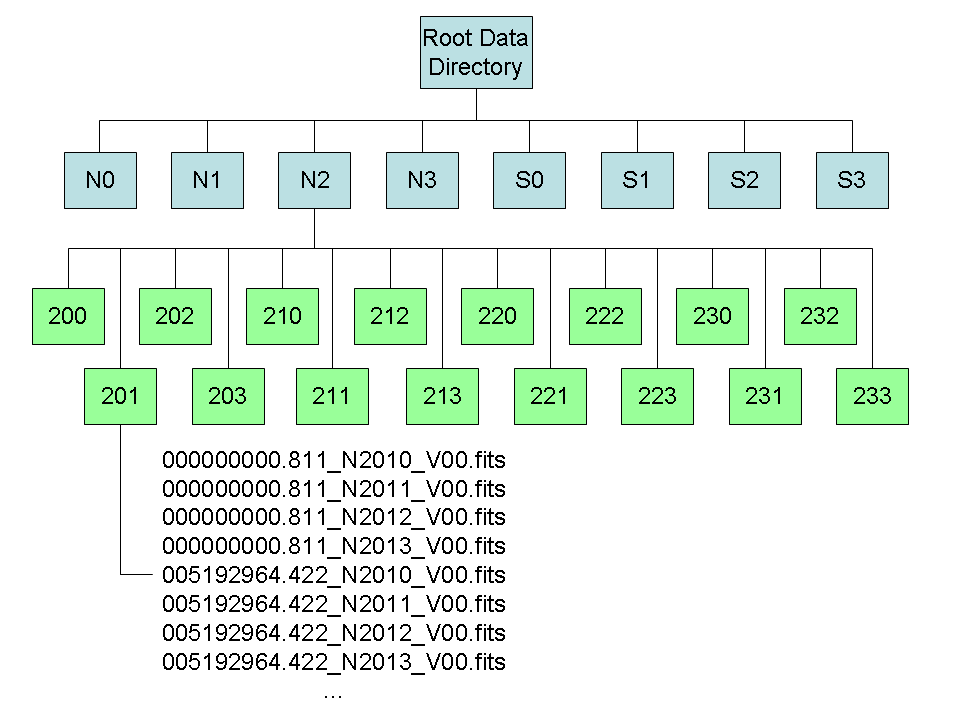 Root Data
Directory
N0
N1
N2
N3
S0
S1
S2
S3
200
202
210
212
220
222
230
232
201
203
211
213
221
223
231
233
000000000.811_N2010_V00.fits
000000000.811_N2011_V00.fits
000000000.811_N2012_V00.fits
000000000.811_N2013_V00.fits
005192964.422_N2010_V00.fits
005192964.422_N2011_V00.fits
005192964.422_N2012_V00.fits
005192964.422_N2013_V00.fits
...